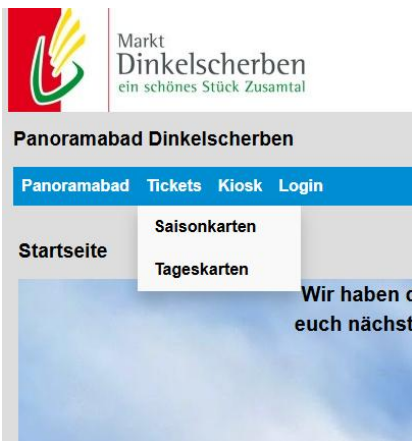 Markt
Dinkelscherben
ein schönes Stück Zusamtal
Panoramabad Dinkelscherben
Panoramabad Tickets Kiosk Login
Saisonkarten
Startseite
Tageskarten
Wir haben
euch nächst